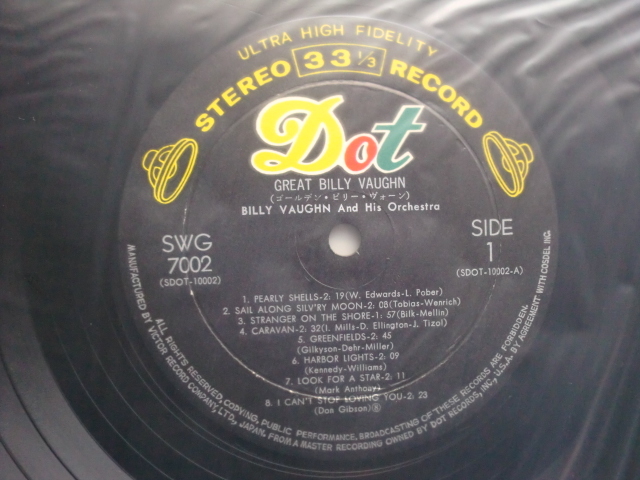 ULTRA HIGH FIDELITY
STEREO 33 1/3 RECORD
Dot
GREAT BILLY VAUGHN
(ゴールデン・ビリー・ヴォーン)
BILLY VAUGHN And His Orchestra
SWG
7002
(SDOT-10002)
SIDE
1
(SDOT-10002-A)
1. PEARLY SHELLS-2: 19(W. Edwards-L. Pober)
2. SAIL ALONG SILV'RY MOON-2: 08(Tobias-Wenrich)
3. STRANGER ON THE SHORE-1: 57(Bilk-Mellin)
4. CARAVAN-2: 32(I. Mills-D. Ellington-J. Tizol)
5. GREENFIELDS-2: 45
(Gilkyson-Dehr-Miller)
6. HARBOR LIGHTS-2: 09
(Kennedy-Williams)
7. LOOK FOR A STAR-2: 11
(Mark Anthony)
8. I CAN'T STOP LOVING YOU-2: 23
(Don Gibson)Ⓡ
MANUFACTURED BY VICTOR RECORD COMPANY, LTD., JAPAN, FROM A MASTER RECORDING OWNED BY DOT RECORDS, INC., U.S.A. BY AGREEMENT WITH COSDEL INC.
ALL RIGHTS RESERVED, COPYING, PUBLIC PERFORMANCE, BROADCASTING OF THESE RECORDS ARE FORBIDDEN.